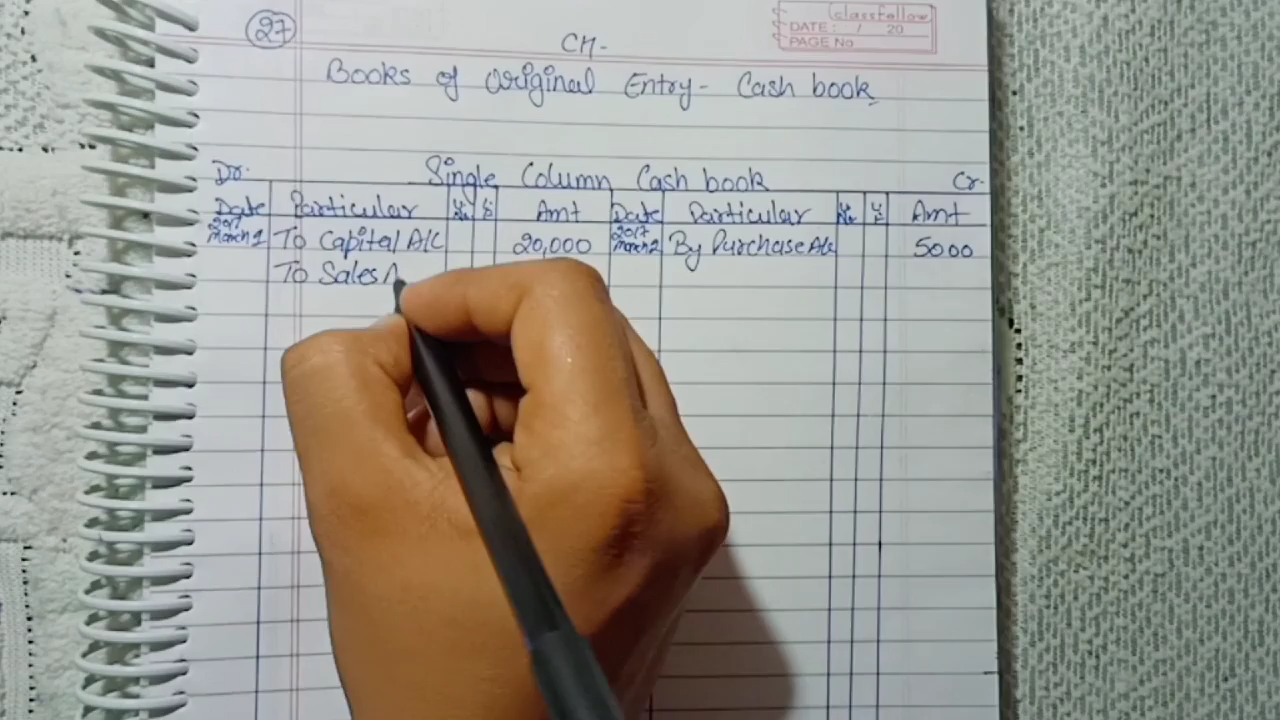 27
classfellow
DATE: / 20
PAGE No
CH-
Books of Original Entry - Cash book
Dr. Single Column Cash book Cr.
Date Particular Amt Date Particular Amt
2017 March 1 To Capital A/C 20,000 2017 March 2 By Purchase A/c 5000
To Sales A